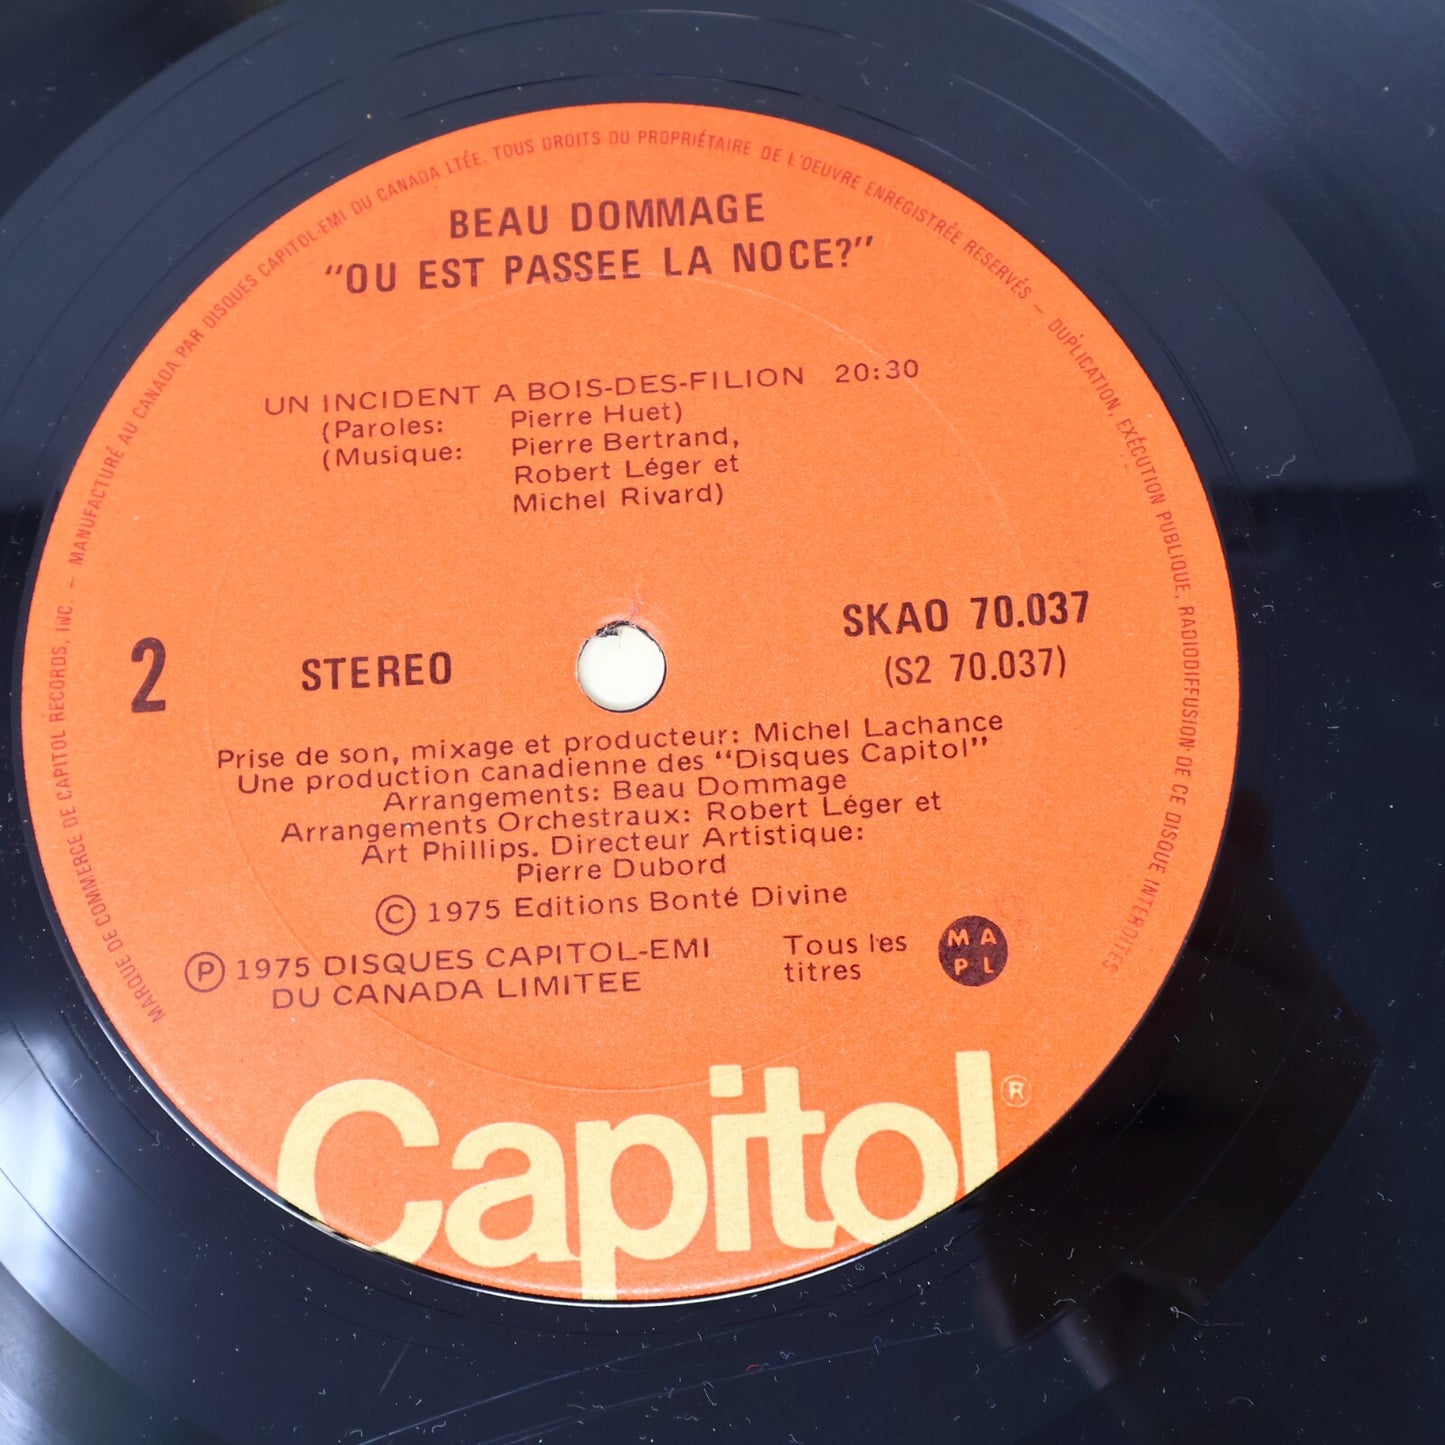 MARQUE DE COMMERCE DE CAPITOL RECORDS, INC. – MANUFACTURÉ AU CANADA PAR DISQUES CAPITOL-EMI DU CANADA LTÉE. TOUS DROITS DU PROPRIÉTAIRE DE L'OEUVRE ENREGISTRÉE RESERVÉS – DUPLICATION, EXÉCUTION PUBLIQUE, RADIODIFFUSION DE CE DISQUE INTERDITES
BEAU DOMMAGE
"OU EST PASSEE LA NOCE?"
UN INCIDENT A BOIS-DES-FILION 20:30
(Paroles: Pierre Huet)
(Musique: Pierre Bertrand,
Robert Léger et
Michel Rivard)
2 STEREO
SKAO 70.037
(S2 70.037)
Prise de son, mixage et producteur: Michel Lachance
Une production canadienne des "Disques Capitol"
Arrangements: Beau Dommage
Arrangements Orchestraux: Robert Léger et
Art Phillips. Directeur Artistique:
Pierre Dubord
© 1975 Editions Bonté Divine
℗ 1975 DISQUES CAPITOL-EMI
DU CANADA LIMITEE
Tous les
titres
M A
P L
Capitol ®